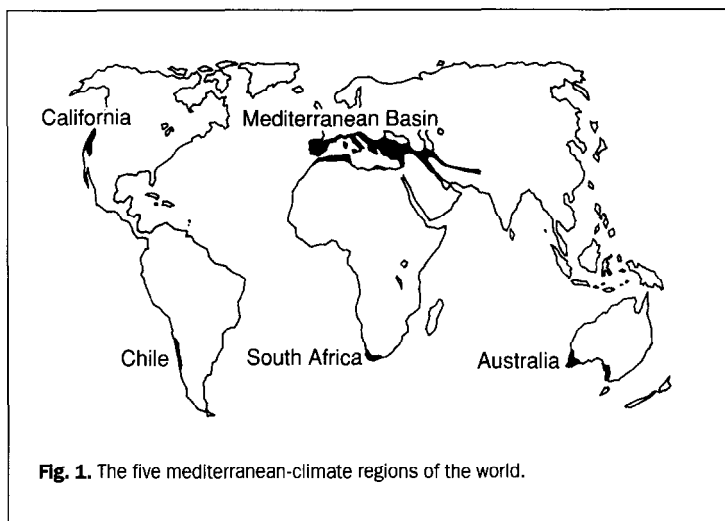 California
Mediterranean Basin
Chile
South Africa
Australia
Fig. 1. The five mediterranean-climate regions of the world.